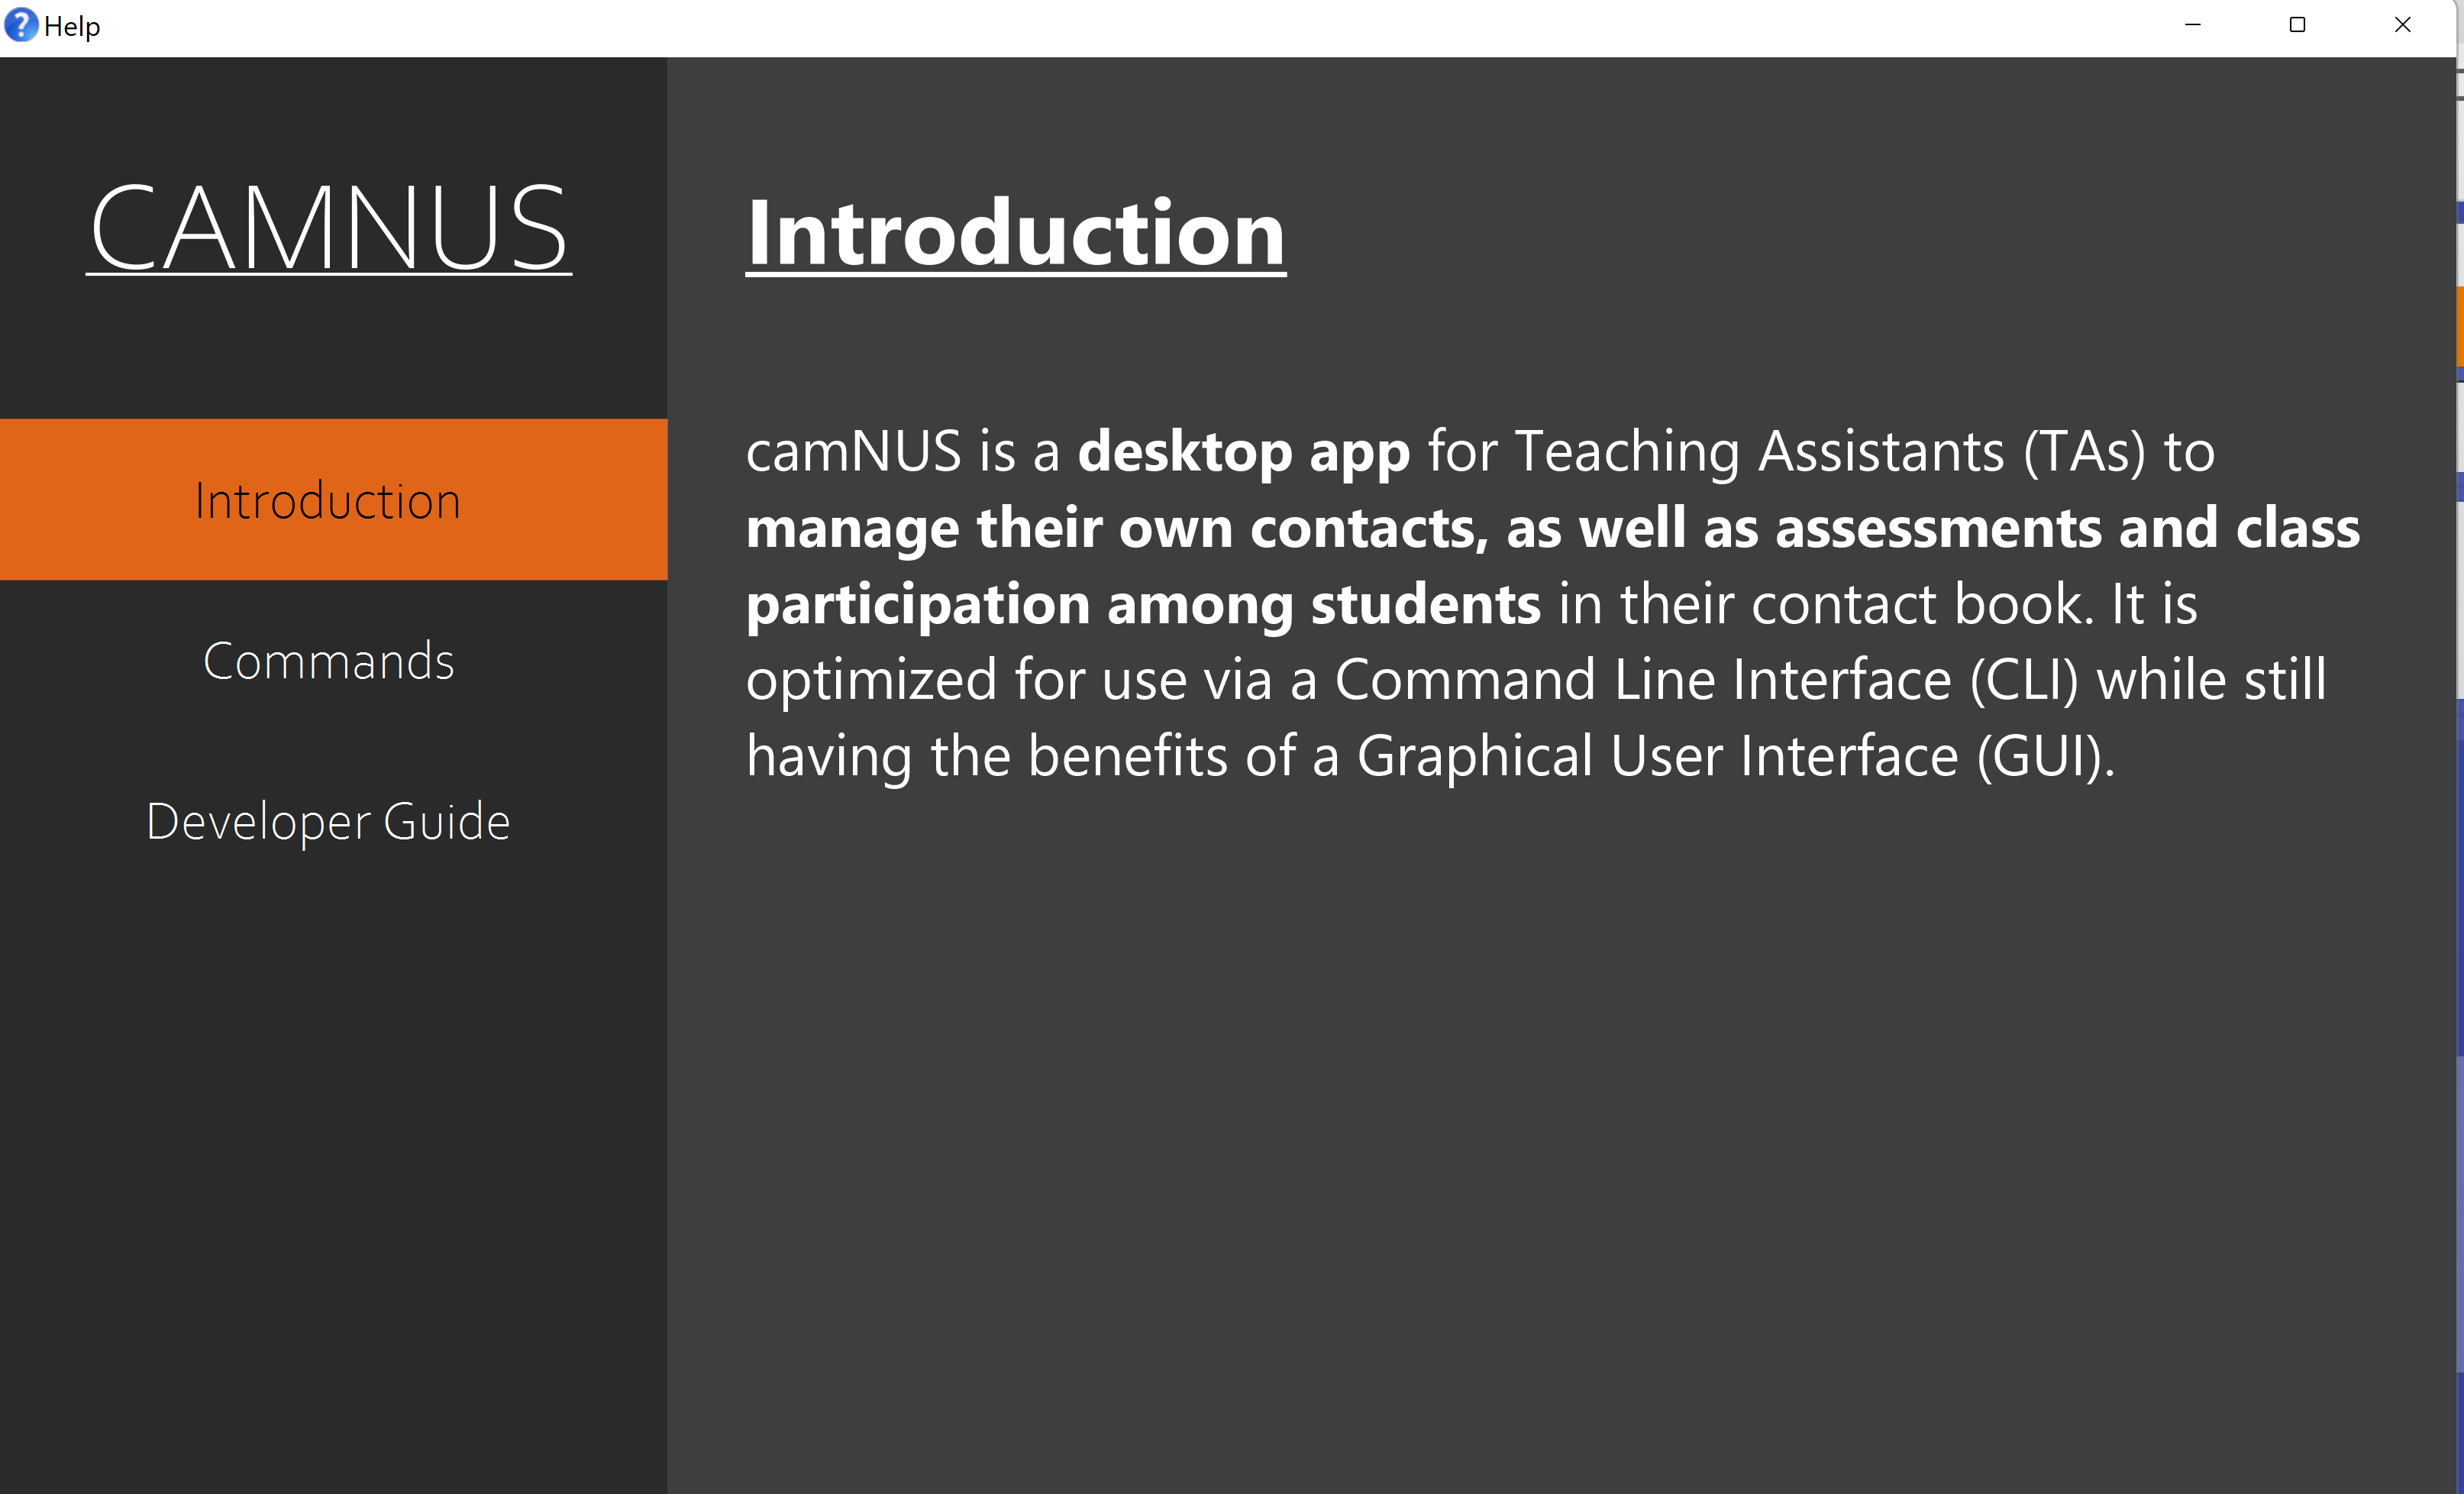 Help
CAMNUS
Introduction
Commands
Developer Guide
Introduction
camNUS is a desktop app for Teaching Assistants (TAs) to
manage their own contacts, as well as assessments and class
participation among students in their contact book. It is
optimized for use via a Command Line Interface (CLI) while still
having the benefits of a Graphical User Interface (GUI).